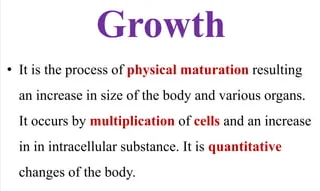 Growth
• It is the process of physical maturation resulting
an increase in size of the body and various organs.
It occurs by multiplication of cells and an increase
in in intracellular substance. It is quantitative
changes of the body.